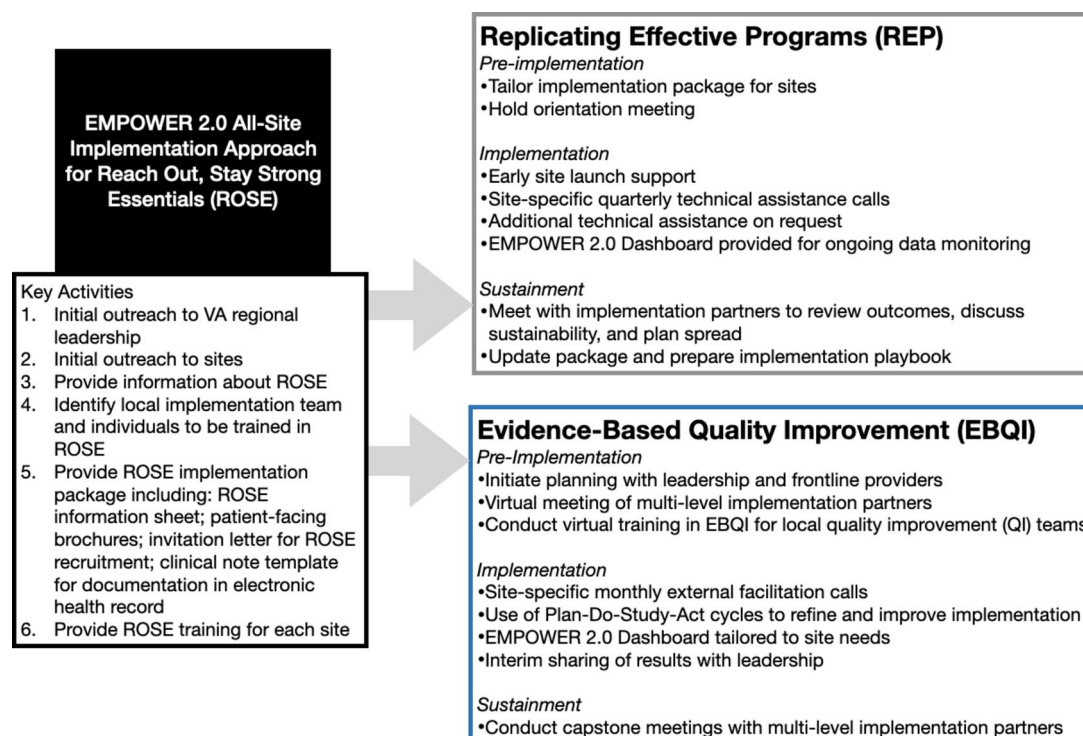 EMPOWER 2.0 All-Site
Implementation Approach
for Reach Out, Stay Strong
Essentials (ROSE)
Key Activities
1. Initial outreach to VA regional
leadership
2. Initial outreach to sites
3. Provide information about ROSE
4. Identify local implementation team
and individuals to be trained in
ROSE
5. Provide ROSE implementation
package including: ROSE
information sheet; patient-facing
brochures; invitation letter for ROSE
recruitment; clinical note template
for documentation in electronic
health record
6. Provide ROSE training for each site
Replicating Effective Programs (REP)
Pre-implementation
•Tailor implementation package for sites
•Hold orientation meeting
Implementation
•Early site launch support
•Site-specific quarterly technical assistance calls
•Additional technical assistance on request
•EMPOWER 2.0 Dashboard provided for ongoing data monitoring
Sustainment
•Meet with implementation partners to review outcomes, discuss
sustainability, and plan spread
•Update package and prepare implementation playbook
Evidence-Based Quality Improvement (EBQI)
Pre-Implementation
•Initiate planning with leadership and frontline providers
•Virtual meeting of multi-level implementation partners
•Conduct virtual training in EBQI for local quality improvement (QI) teams
Implementation
•Site-specific monthly external facilitation calls
•Use of Plan-Do-Study-Act cycles to refine and improve implementation
•EMPOWER 2.0 Dashboard tailored to site needs
•Interim sharing of results with leadership
Sustainment
•Conduct capstone meetings with multi-level implementation partners